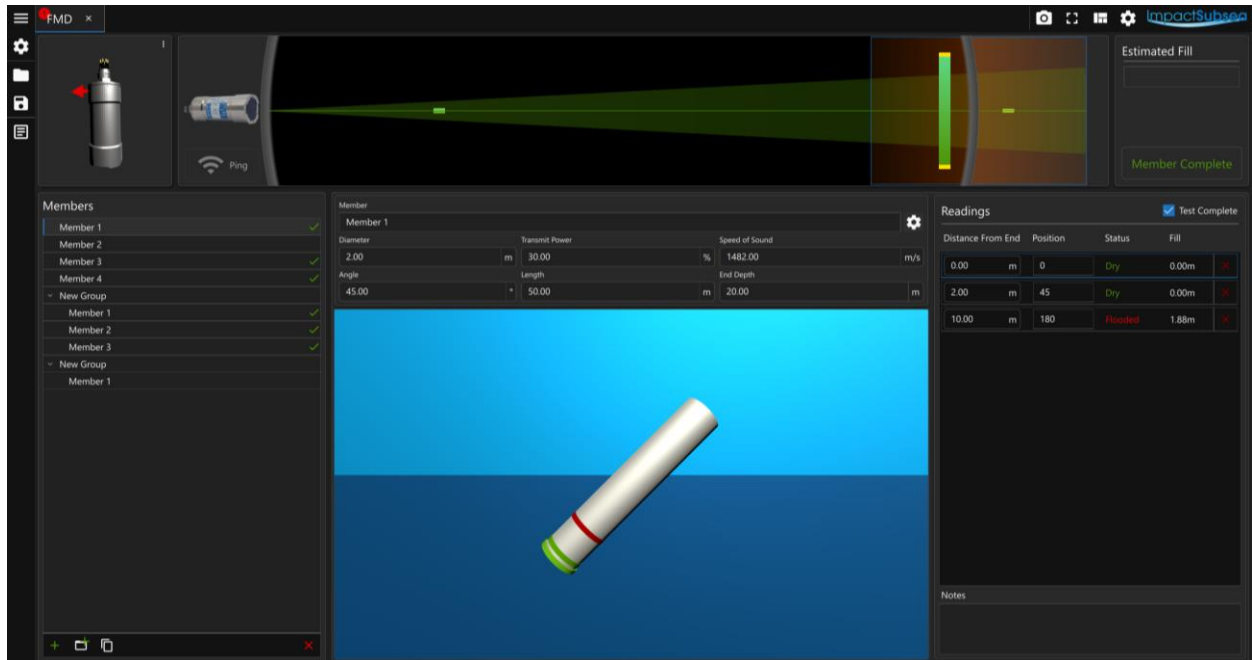 FMD ×
ImpactSubsea
Ping
Estimated Fill
Member Complete
Members
Member 1
Member 2
Member 3
Member 4
New Group
Member 1
Member 2
Member 3
New Group
Member 1
Member
Member 1
Diameter Transmit Power Speed of Sound
2.00 m 30.00 % 1482.00 m/s
Angle Length End Depth
45.00 ° 50.00 m 20.00 m
Readings Test Complete
Distance From End Position Status Fill
0.00 m 0 Dry 0.00m
2.00 m 45 Dry 0.00m
10.00 m 180 Flooded 1.88m
Notes